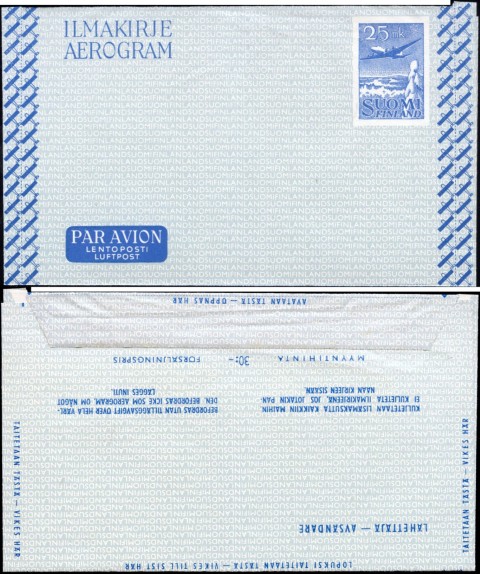 ILMAKIRJE
AEROGRAM
25 mk
SUOMI
FINLAND
PAR AVION
LENTOPOSTI
LUFTPOST
AVATAAN TÄSTÄ — ÖPPNAS HÄR
MYYNTIHINTA 30:– FÖRSÄLJNINGSPRIS
KULJETETAAN LISÄMAKSUTTA KAIKKIIN MAIHIN.
EI KULJETETA ILMAKIRJEENÄ, JOS JOTAKIN PAN-
NAAN KIRJEEN SISÄÄN.
BEFORDRAS UTAN TILLÄGGSAVGIFT ÖVER HELA VÄRL-
DEN. BEFORDRAS ICKE SOM AEROGRAM, OM NÅGOT
LÄGGES INUTI.
TAITETAAN TÄSTÄ — VIKES HÄR
TAITETAAN TÄSTÄ — VIKES HÄR
LÄHETTÄJÄ — AVSÄNDARE
LOPUKSI TAITETAAN TÄSTÄ — VIKES TILL SIST HÄR